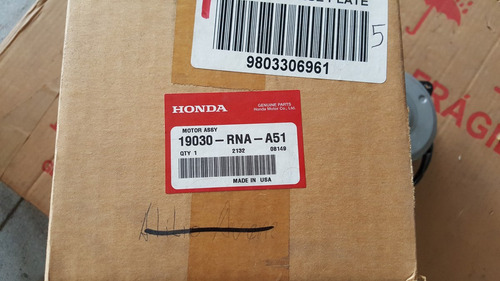 PLATE
5
9803306961
HONDA
GENUINE PARTS
Honda Motor Co., Ltd.
MOTOR ASSY
19030-RNA-A51
QTY 1 2132 08149
MADE IN USA
FRÁGI